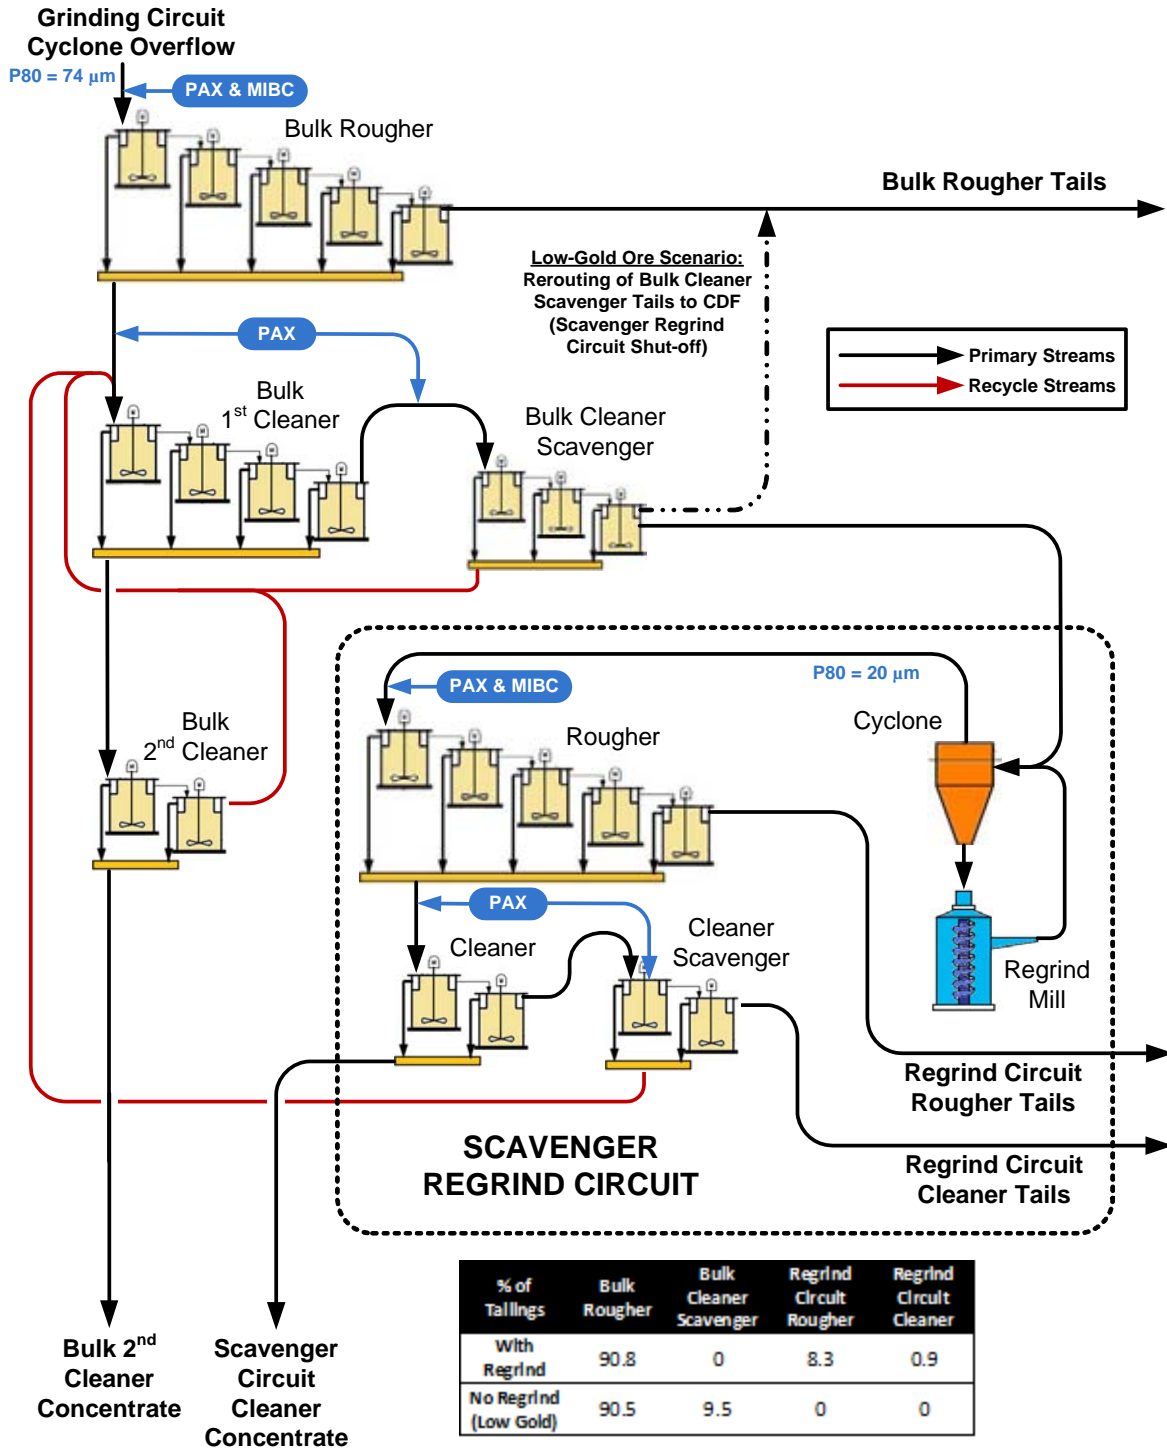 Grinding Circuit
Cyclone Overflow
P80 = 74 µm
PAX & MIBC
Bulk Rougher
Bulk Rougher Tails
Low-Gold Ore Scenario:
Rerouting of Bulk Cleaner
Scavenger Tails to CDF
(Scavenger Regrind
Circuit Shut-off)
PAX
Primary Streams
Recycle Streams
Bulk
1st Cleaner
Bulk Cleaner
Scavenger
P80 = 20 µm
PAX & MIBC
Cyclone
Bulk
2nd Cleaner
Rougher
PAX
Cleaner
Cleaner
Scavenger
Regrind
Mill
Regrind Circuit
Rougher Tails
SCAVENGER
REGRIND CIRCUIT
Regrind Circuit
Cleaner Tails
% of Tailings Bulk Rougher Bulk Cleaner Scavenger Regrind Circuit Rougher Regrind Circuit Cleaner
With Regrind 90.8 0 8.3 0.9
No Regrind (Low Gold) 90.5 9.5 0 0
Bulk 2nd
Cleaner
Concentrate
Scavenger
Circuit
Cleaner
Concentrate